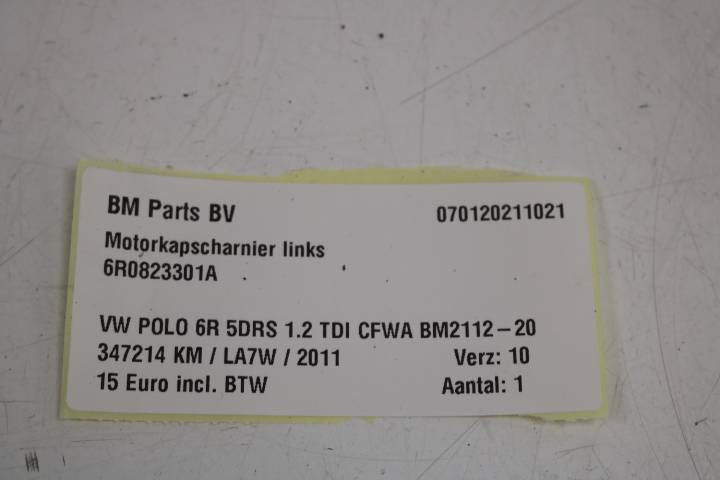 BM Parts BV 070120211021
Motorkapscharnier links
6R0823301A
VW POLO 6R 5DRS 1.2 TDI CFWA BM2112-20
347214 KM / LA7W / 2011 Verz: 10
15 Euro incl. BTW Aantal: 1